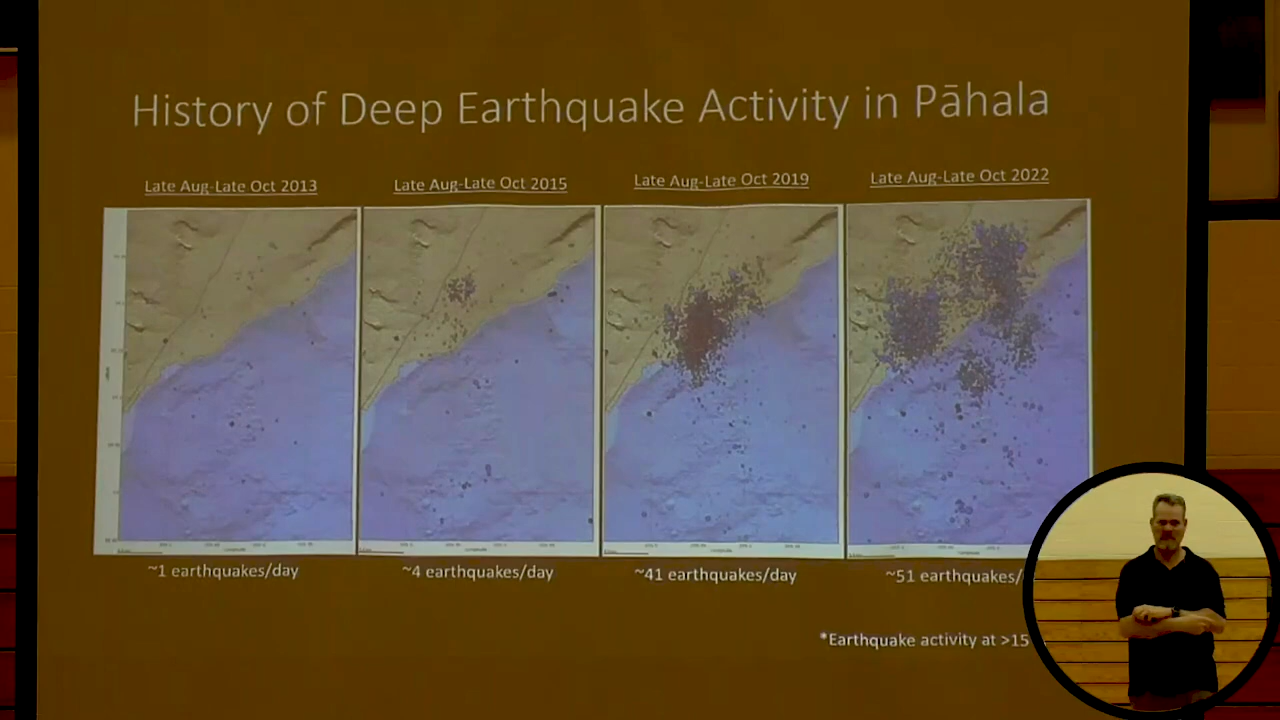 History of Deep Earthquake Activity in Pāhala
Late Aug-Late Oct 2013
Late Aug-Late Oct 2015
Late Aug-Late Oct 2019
Late Aug-Late Oct 2022
~1 earthquakes/day
~4 earthquakes/day
~41 earthquakes/day
~51 earthquakes/
*Earthquake activity at >15